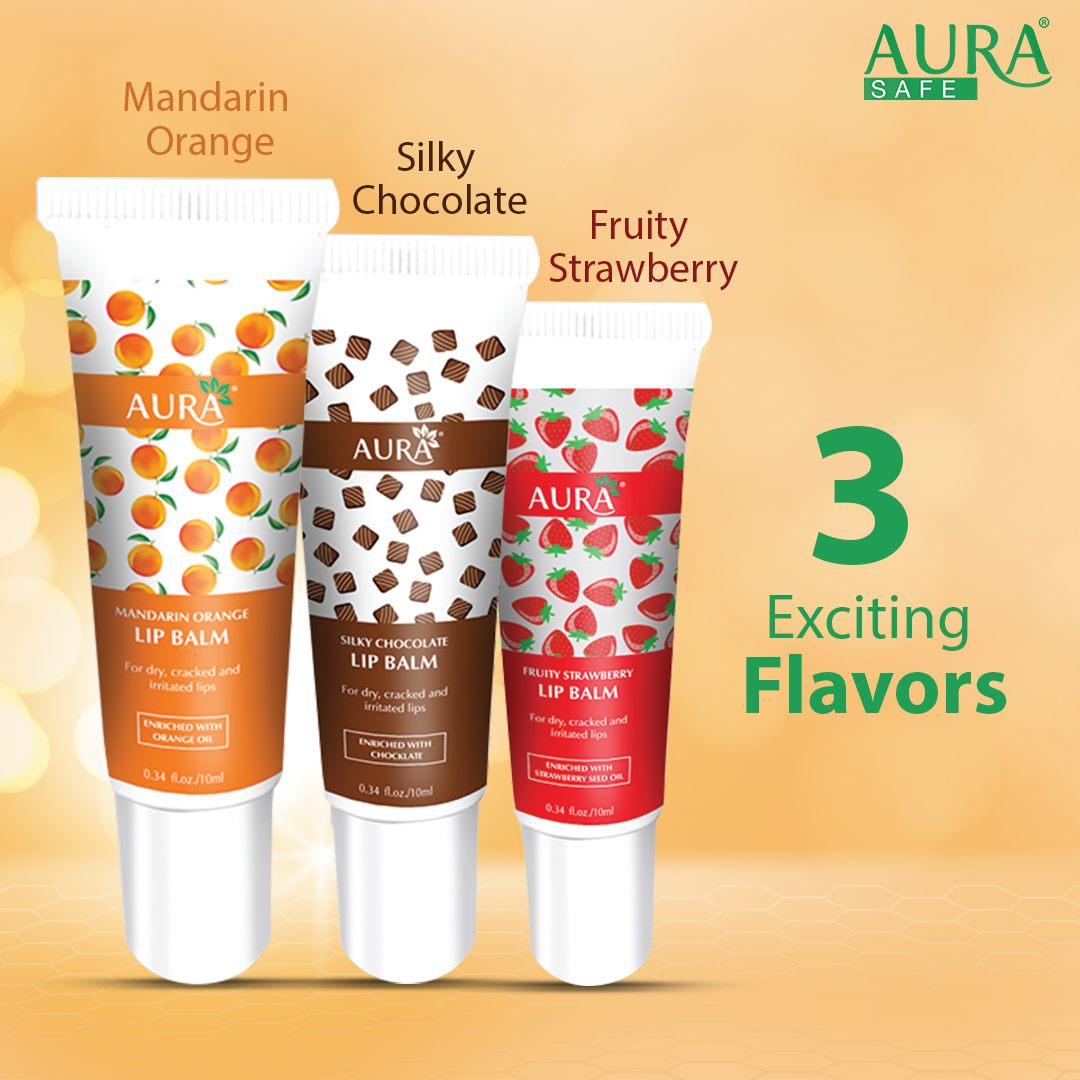 AURA®
SAFE
Mandarin
Orange
Silky
Chocolate
Fruity
Strawberry
AURA®
MANDARIN ORANGE
LIP BALM
For dry, cracked and
irritated lips
ENRICHED WITH
ORANGE OIL
0.34 fl.oz./10ml
AURA®
SILKY CHOCOLATE
LIP BALM
For dry, cracked and
irritated lips
ENRICHED WITH
CHOCKLATE
0.34 fl.oz./10ml
AURA®
FRUITY STRAWBERRY
LIP BALM
For dry, cracked and
irritated lips
ENRICHED WITH
STRAWBERRY SEED OIL
0.34 fl.oz./10ml
3
Exciting
Flavors